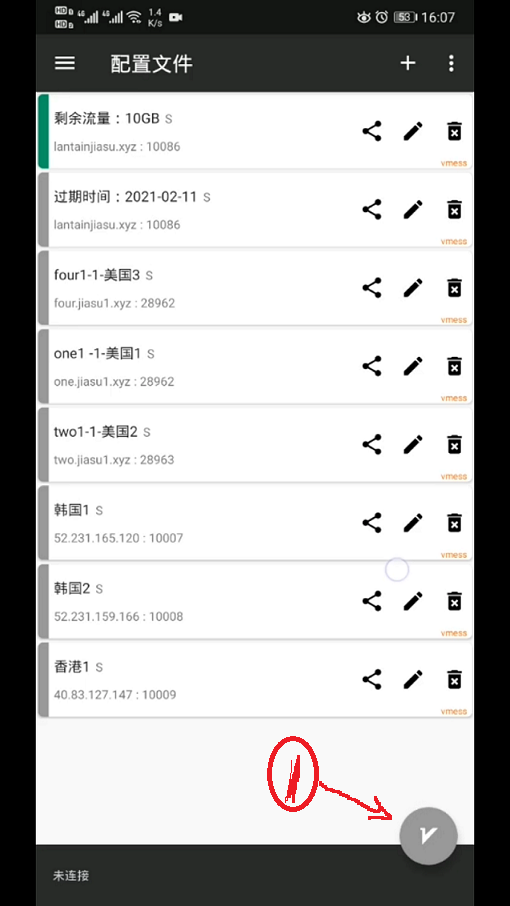 HD 4G 4G 1.4 K/s 53 16:07
HD
配置文件
剩余流量：10GB S
lantainjiasu.xyz : 10086
vmess
过期时间：2021-02-11 S
lantainjiasu.xyz : 10086
vmess
four1-1-美国3 S
four.jiasu1.xyz : 28962
vmess
one1 -1-美国1 S
one.jiasu1.xyz : 28962
vmess
two1-1-美国2 S
two.jiasu1.xyz : 28963
vmess
韩国1 S
52.231.165.120 : 10007
vmess
韩国2 S
52.231.159.166 : 10008
vmess
香港1 S
40.83.127.147 : 10009
vmess
1
V
未连接